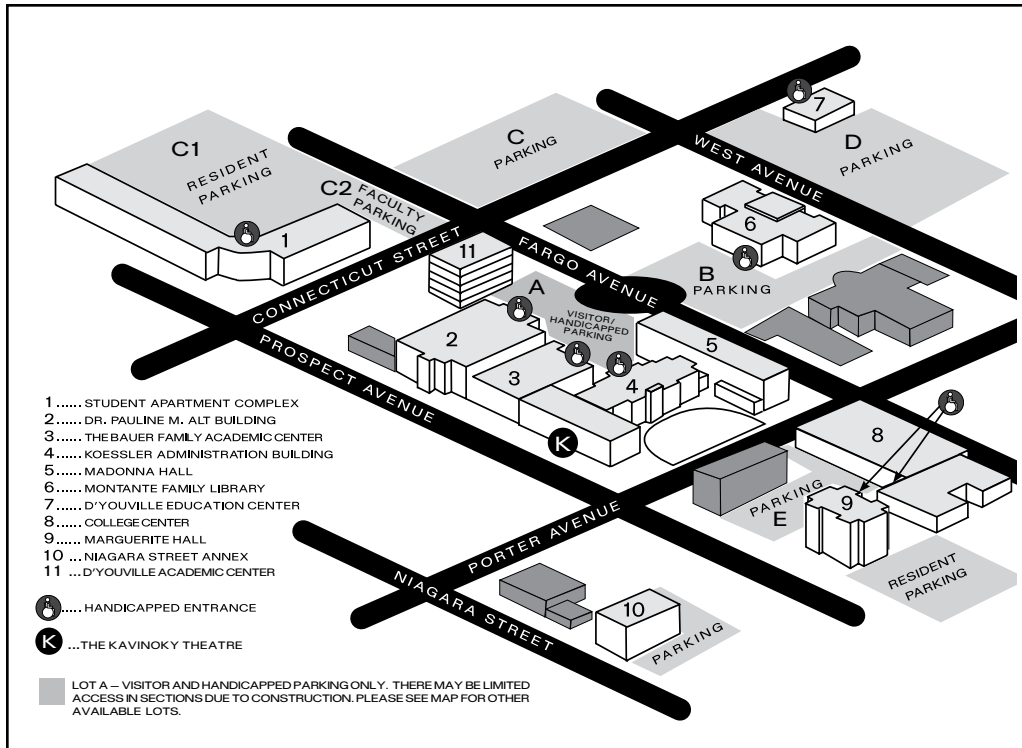 7
C
PARKING
D
PARKING
C1
RESIDENT
PARKING
WEST AVENUE
C2 FACULTY
PARKING
6
1
CONNECTICUT STREET
FARGO AVENUE
11
B
PARKING
A
VISITOR/
HANDICAPPED
PARKING
2
5
PROSPECT AVENUE
3
4
K
8
PARKING
E
9
PORTER AVENUE
RESIDENT
PARKING
NIAGARA STREET
10
PARKING
1 ..... STUDENT APARTMENT COMPLEX
2 ..... DR. PAULINE M. ALT BUILDING
3 ..... THE BAUER FAMILY ACADEMIC CENTER
4 ..... KOESSLER ADMINISTRATION BUILDING
5 ..... MADONNA HALL
6 ..... MONTANTE FAMILY LIBRARY
7 ..... D'YOUVILLE EDUCATION CENTER
8 ..... COLLEGE CENTER
9 ..... MARGUERITE HALL
10 ... NIAGARA STREET ANNEX
11 ... D'YOUVILLE ACADEMIC CENTER
..... HANDICAPPED ENTRANCE
K ...THE KAVINOKY THEATRE
LOT A – VISITOR AND HANDICAPPED PARKING ONLY. THERE MAY BE LIMITED
ACCESS IN SECTIONS DUE TO CONSTRUCTION. PLEASE SEE MAP FOR OTHER
AVAILABLE LOTS.